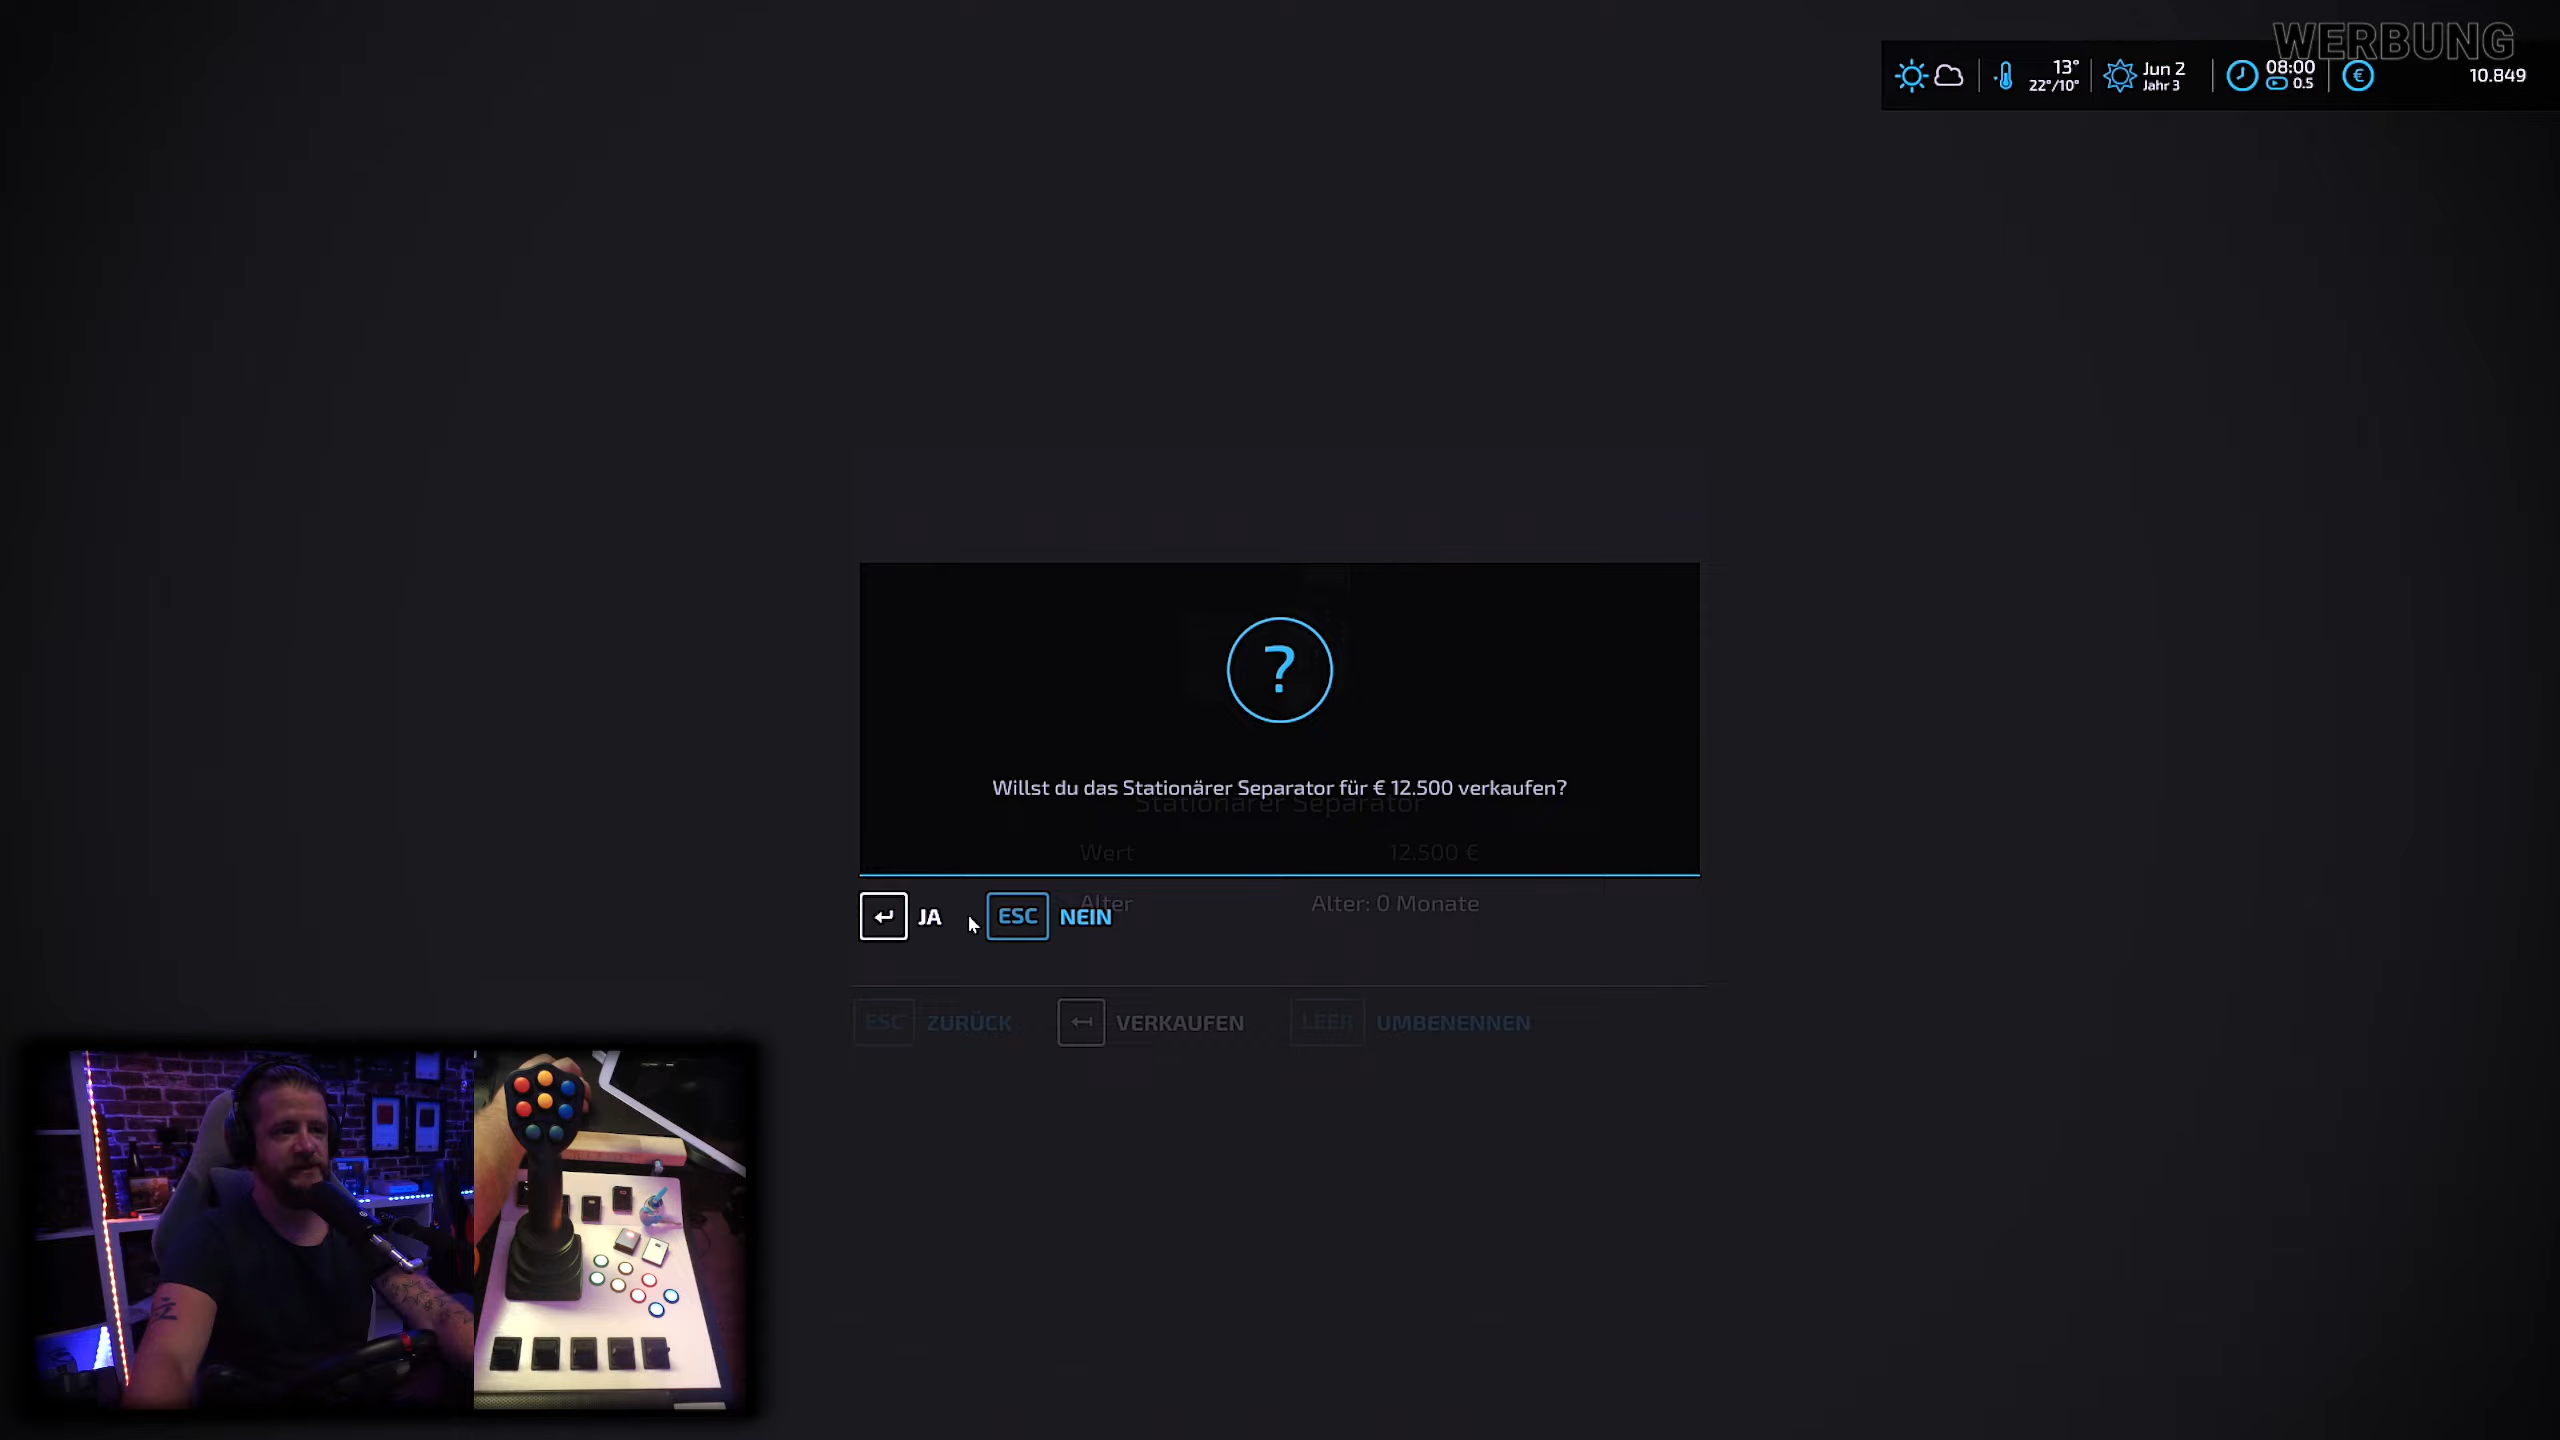 WERBUNG
13°
22°/10°
Jun 2
Jahr 3
08:00
0.5
€
10.849
?
Willst du das Stationärer Separator für € 12.500 verkaufen?
Stationärer Separator
Wert 12.500 €
Alter Alter: 0 Monate
JA ESC NEIN
ESC ZURÜCK VERKAUFEN LEER UMBENENNEN